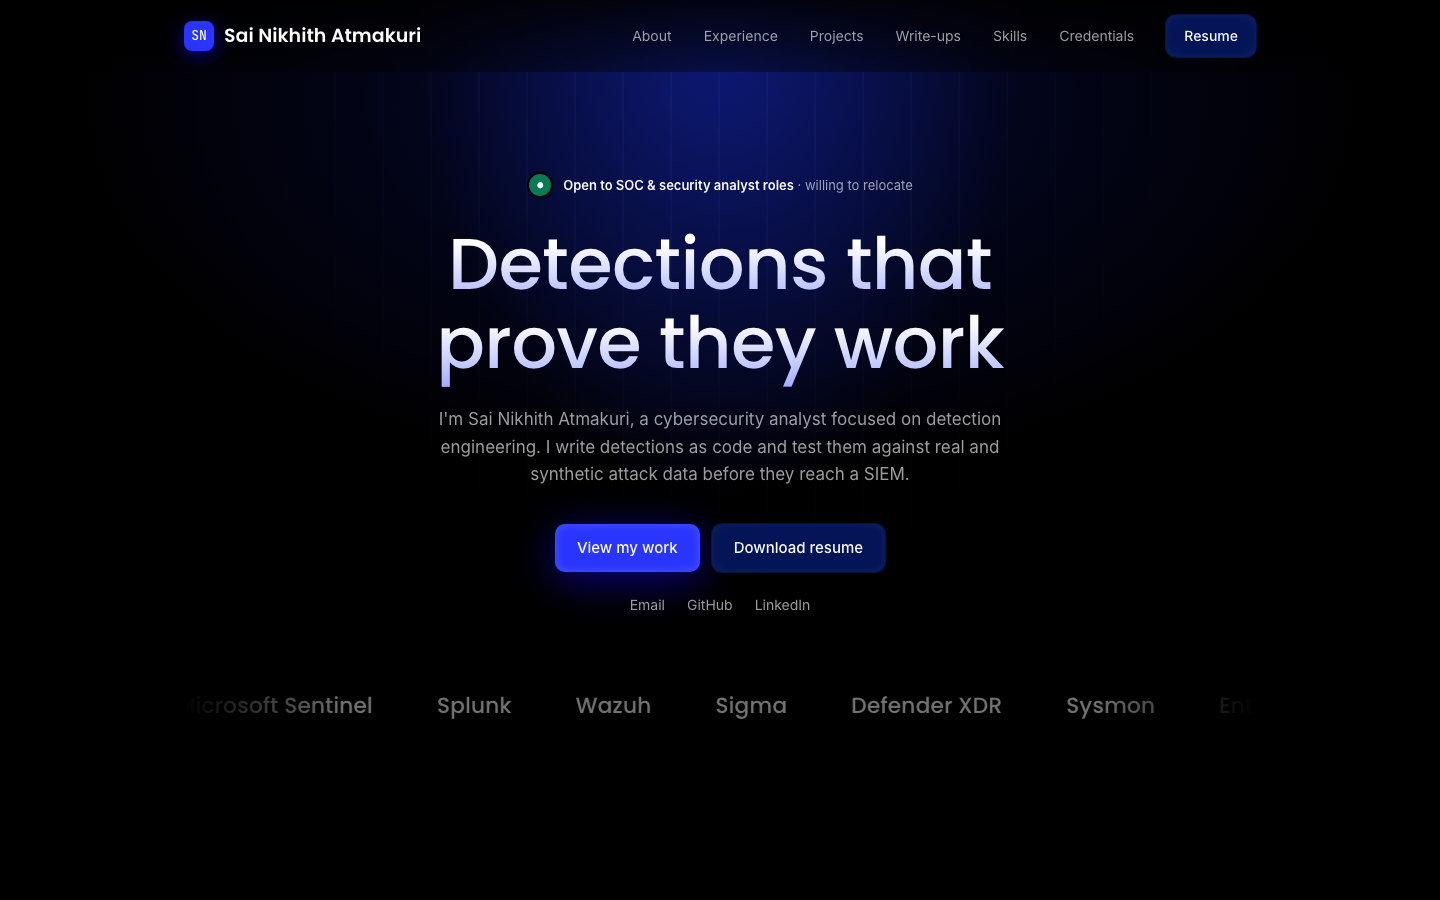 SN Sai Nikhith Atmakuri About Experience Projects Write-ups Skills Credentials Resume
Open to SOC & security analyst roles · willing to relocate
Detections that
prove they work
I'm Sai Nikhith Atmakuri, a cybersecurity analyst focused on detection
engineering. I write detections as code and test them against real and
synthetic attack data before they reach a SIEM.
View my work Download resume
Email GitHub LinkedIn
Microsoft Sentinel Splunk Wazuh Sigma Defender XDR Sysmon